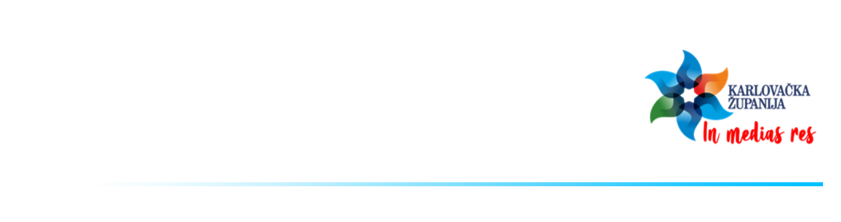 KARLOVAČKA
ŽUPANIJA
In medias res